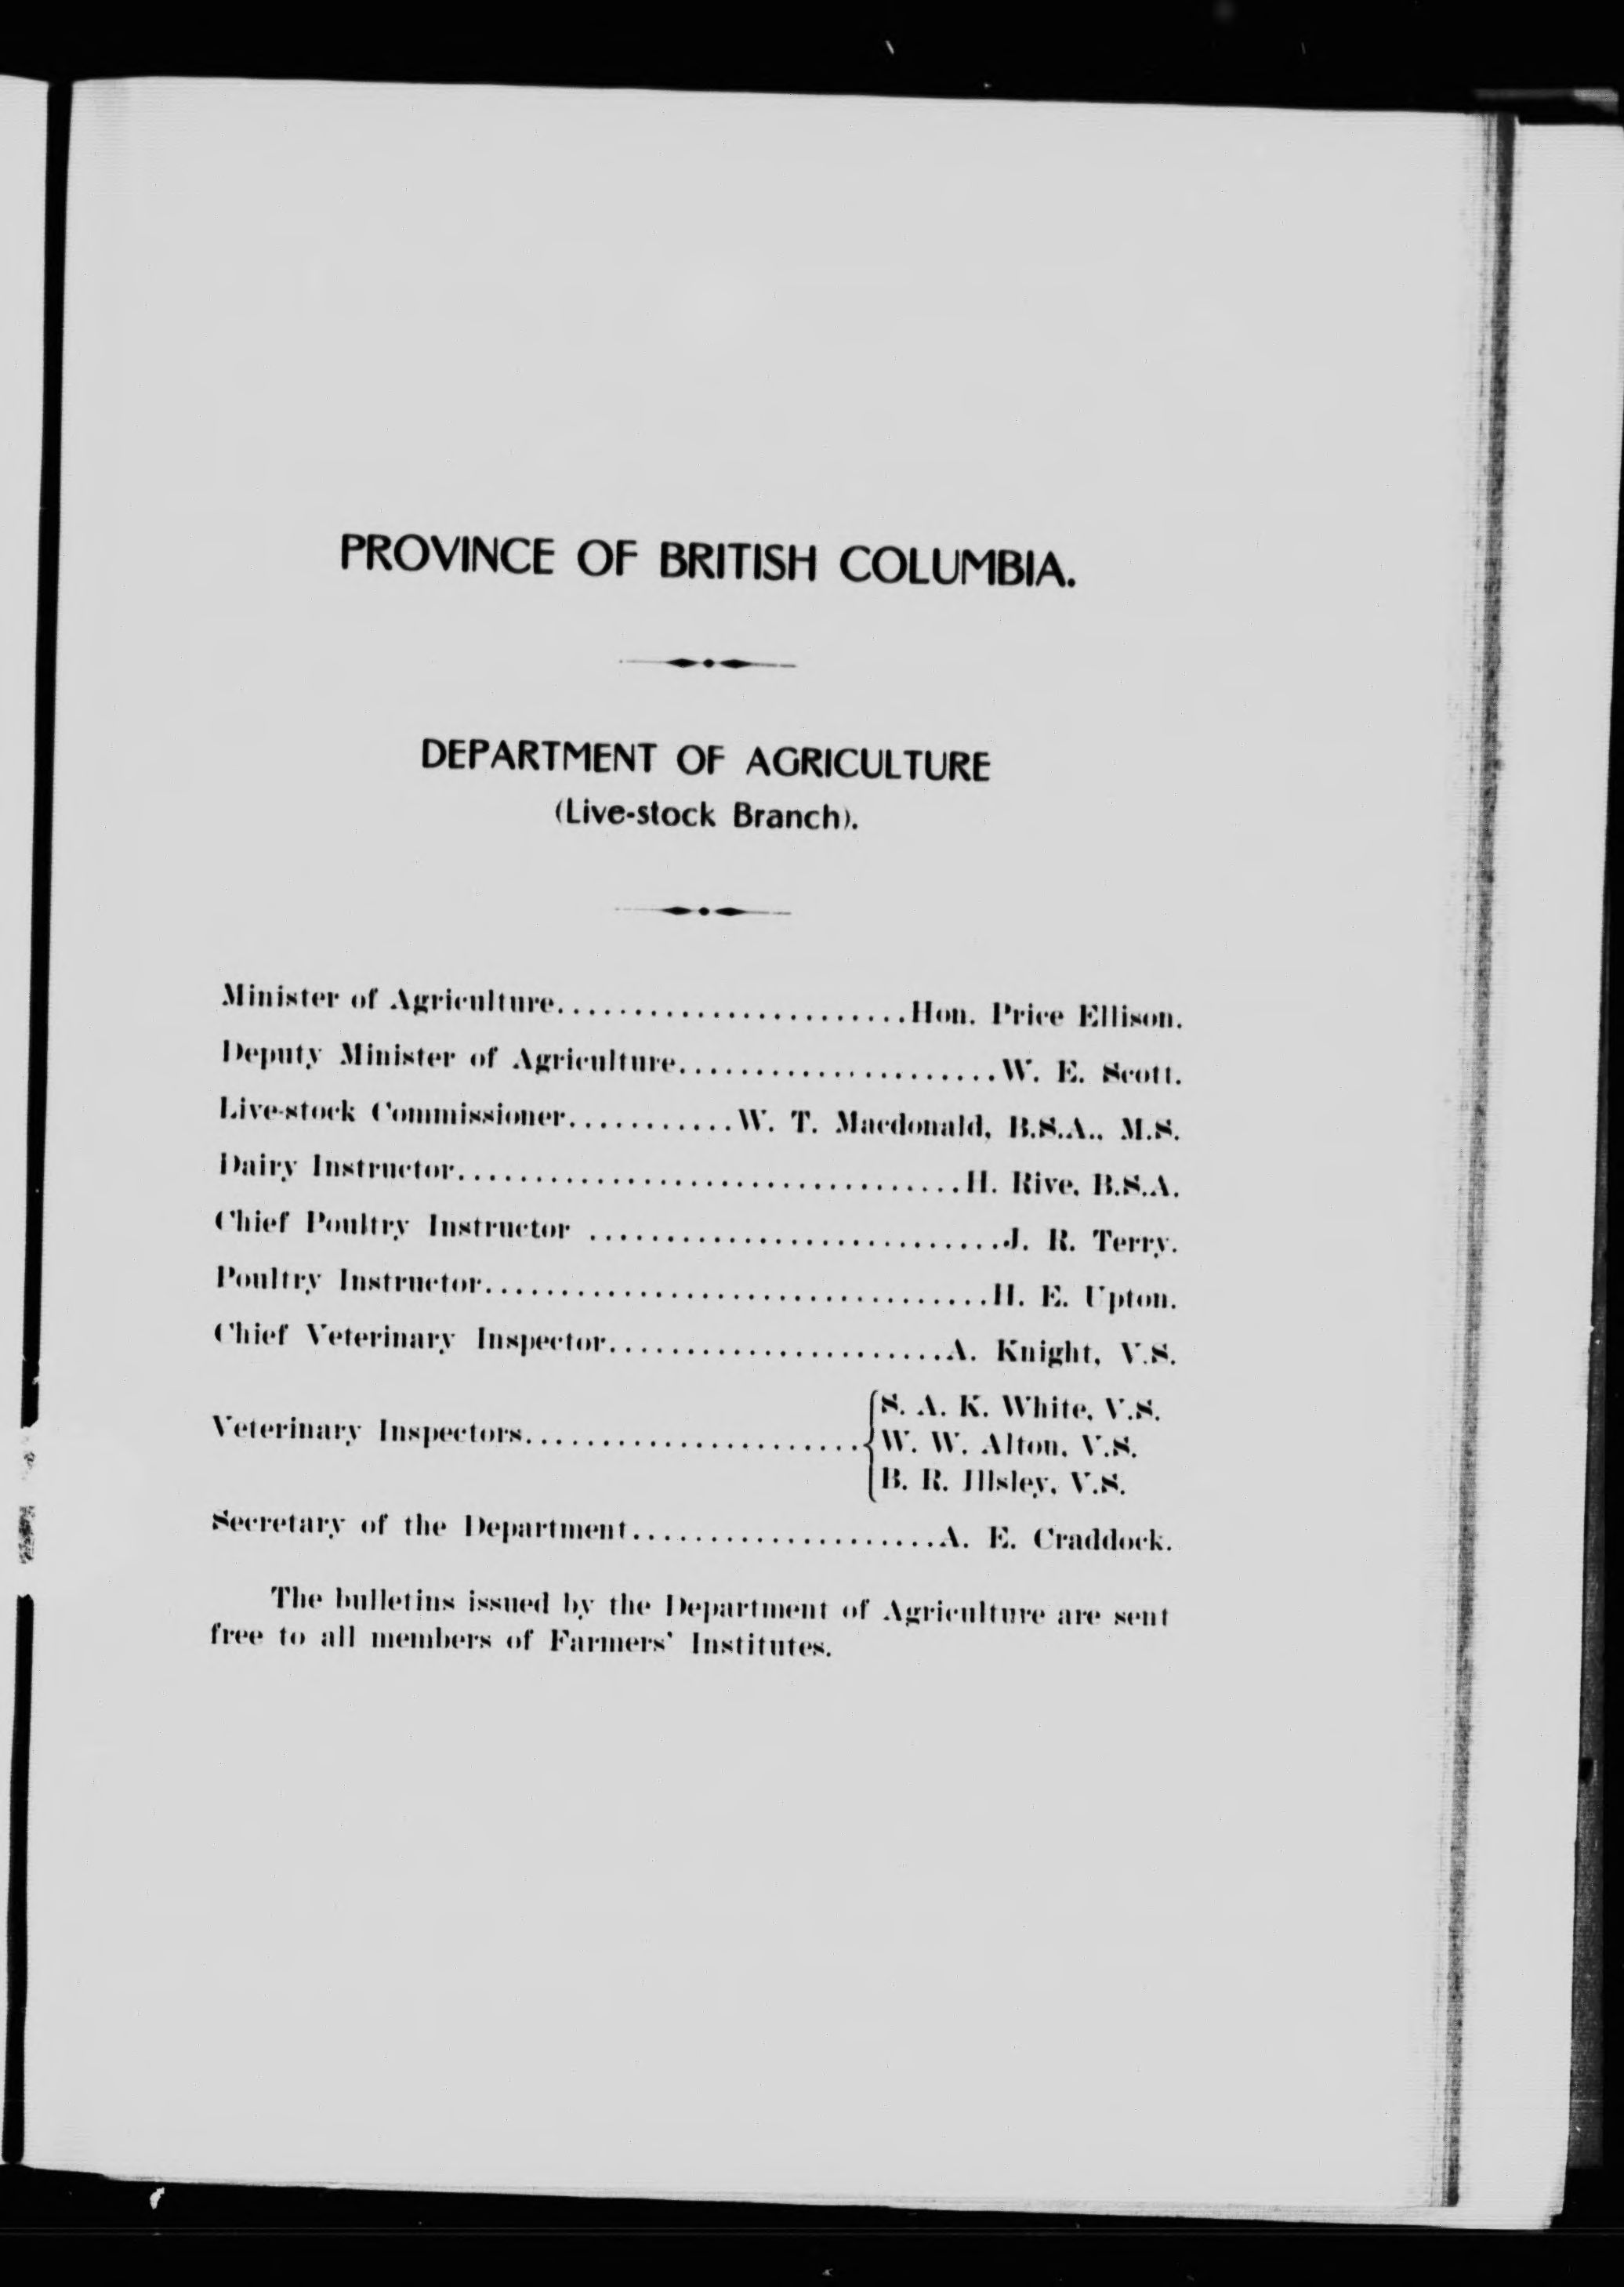 PROVINCE OF BRITISH COLUMBIA.
DEPARTMENT OF AGRICULTURE
(Live-stock Branch).
Minister of Agriculture.......................Hon. Price Ellison.
Deputy Minister of Agriculture.....................W. E. Scott.
Live-stock Commissioner...........W. T. Macdonald, B.S.A., M.S.
Dairy Instructor.................................H. Rive, B.S.A.
Chief Poultry Instructor ...........................J. R. Terry.
Poultry Instructor.................................H. E. Upton.
Chief Veterinary Inspector......................A. Knight, V.S.
S. A. K. White, V.S.
Veterinary Inspectors......................{W. W. Alton, V.S.
B. R. Illsley, V.S.
Secretary of the Department....................A. E. Craddock.
The bulletins issued by the Department of Agriculture are sent
free to all members of Farmers' Institutes.